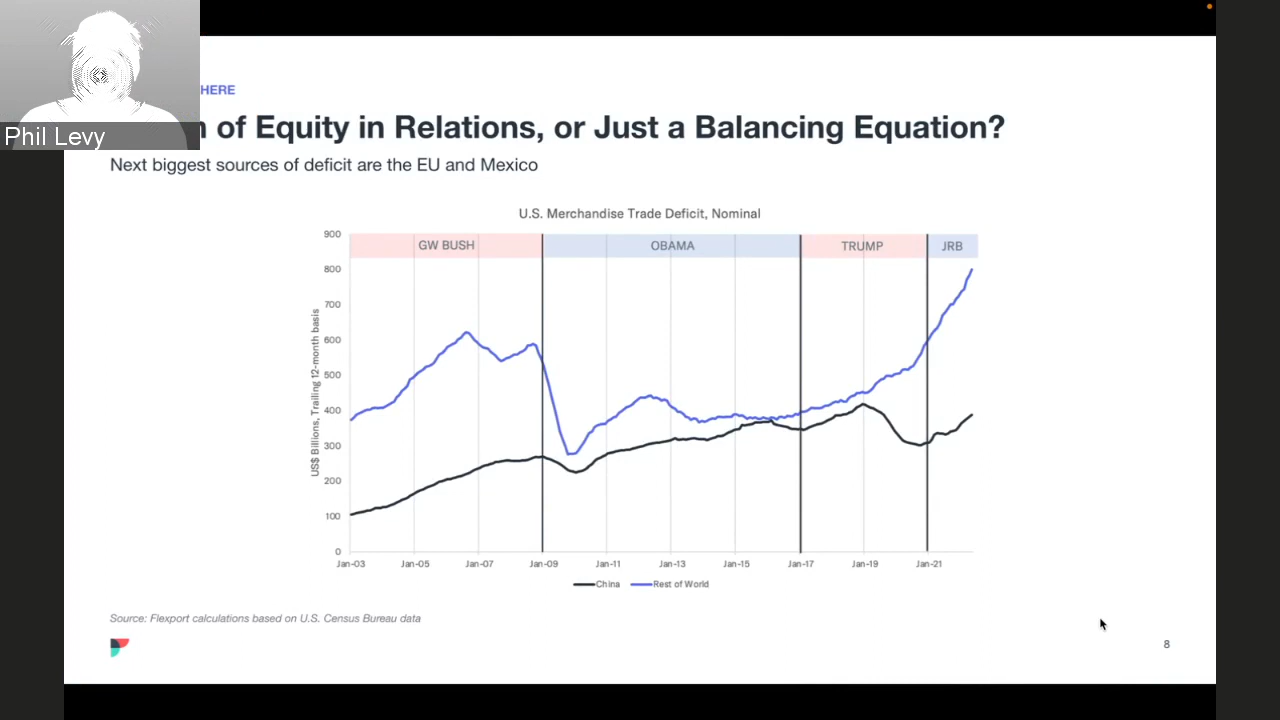 HERE
of Equity in Relations, or Just a Balancing Equation?
Phil Levy
Next biggest sources of deficit are the EU and Mexico
U.S. Merchandise Trade Deficit, Nominal
900
800
700
600
500
400
300
200
100
0
US$ Billions, Trailing 12-month basis
GW BUSH
OBAMA
TRUMP
JRB
Jan-03
Jan-05
Jan-07
Jan-09
Jan-11
Jan-13
Jan-15
Jan-17
Jan-19
Jan-21
China
Rest of World
Source: Flexport calculations based on U.S. Census Bureau data
8